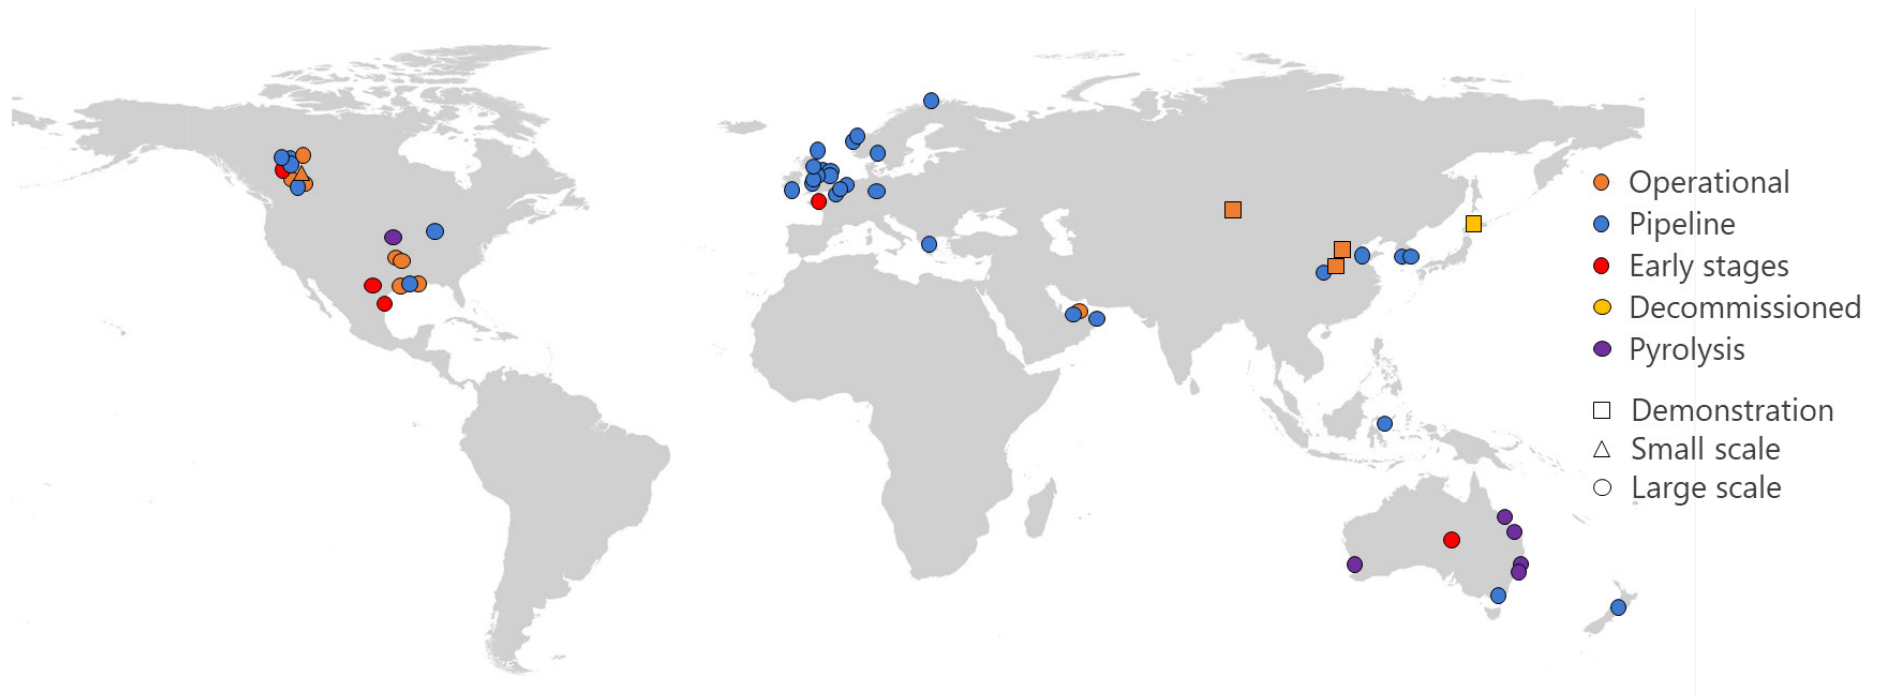 Operational
Pipeline
Early stages
Decommissioned
Pyrolysis
Demonstration
Small scale
Large scale